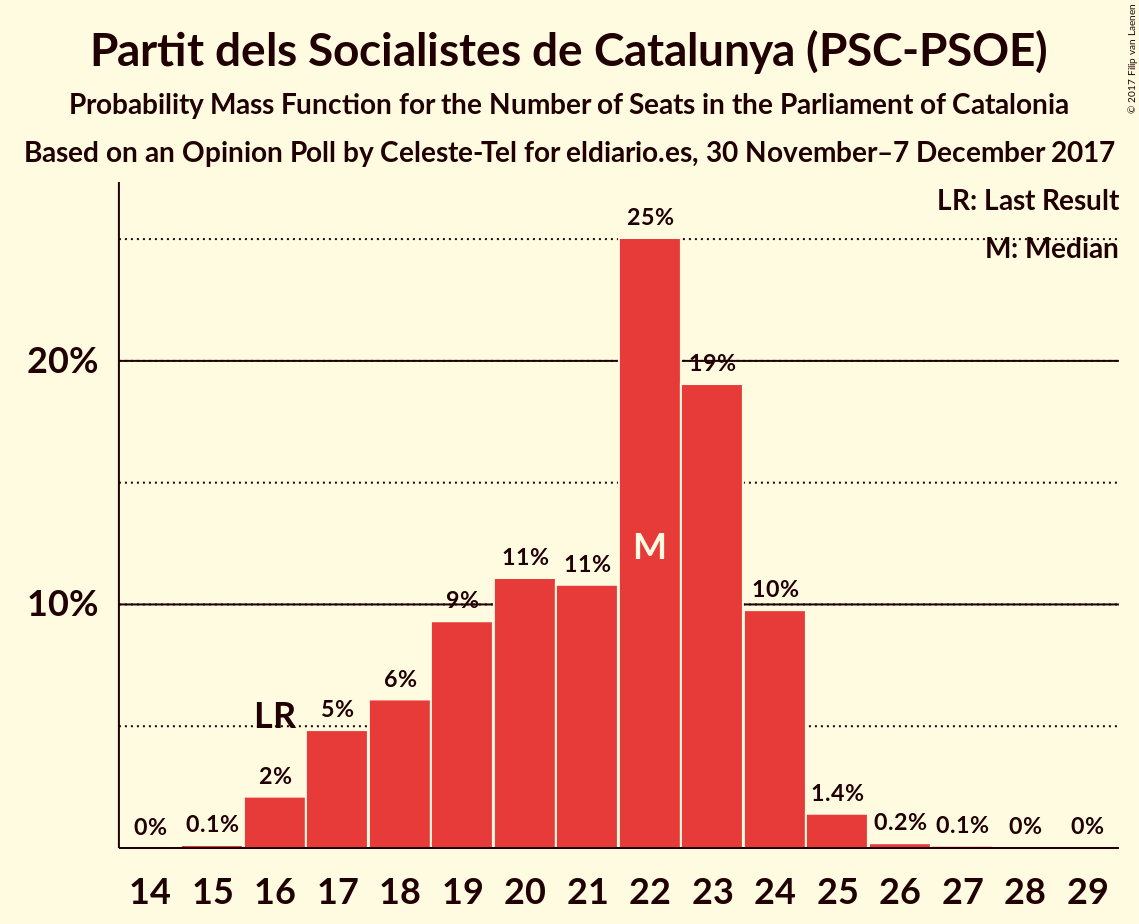 Partit dels Socialistes de Catalunya (PSC-PSOE)
Probability Mass Function for the Number of Seats in the Parliament of Catalonia
Based on an Opinion Poll by Celeste-Tel for eldiario.es, 30 November–7 December 2017
© 2017 Filip van Laenen
LR: Last Result
M: Median
25%
20%
19%
M
11%
11%
10%
9%
10%
6%
LR
5%
2%
1.4%
0%
0.1%
0.2%
0.1%
0%
0%
14 15 16 17 18 19 20 21 22 23 24 25 26 27 28 29